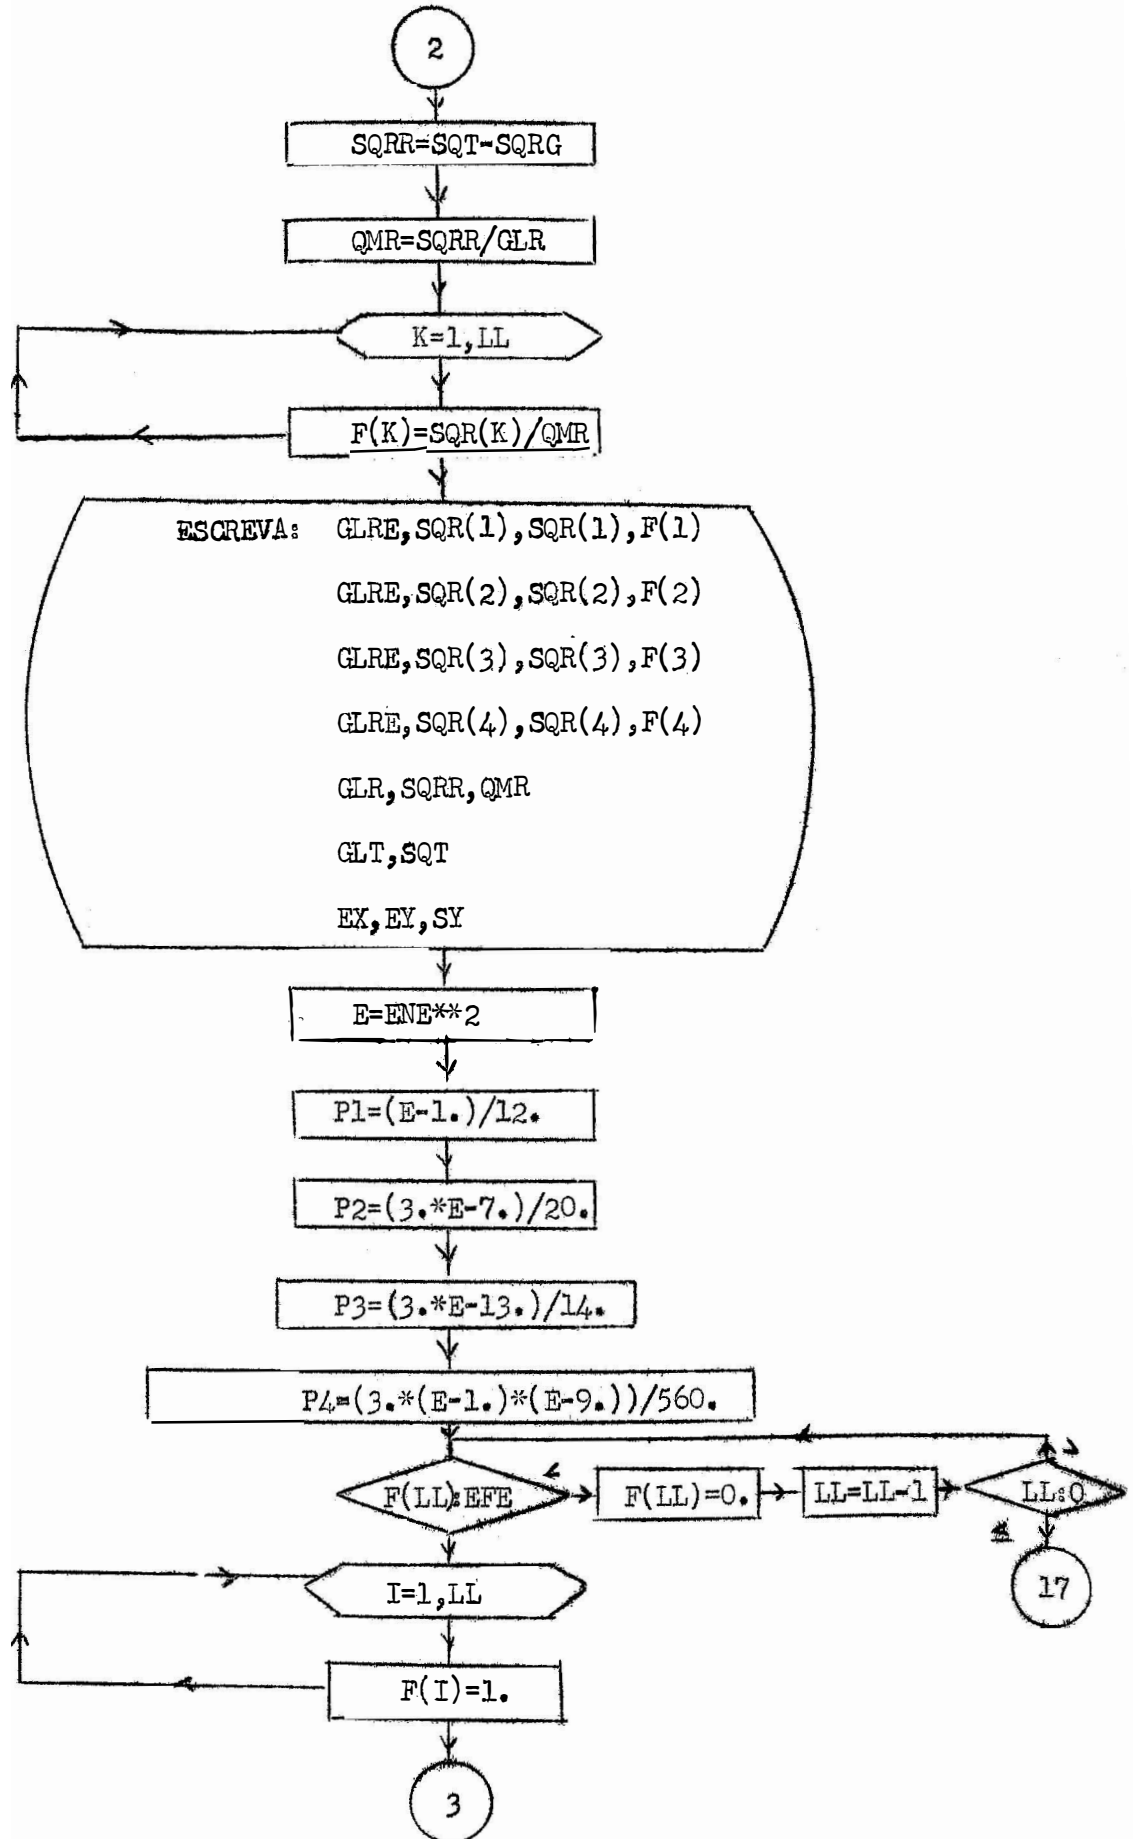 2
SQRR=SQT-SQRG
QMR=SQRR/GLR
K=1,LL
F(K)=SQR(K)/QMR
ESCREVA: GLRE,SQR(1),SQR(1),F(1)
GLRE,SQR(2),SQR(2),F(2)
GLRE,SQR(3),SQR(3),F(3)
GLRE,SQR(4),SQR(4),F(4)
GLR,SQRR,QMR
GLT,SQT
EX,EY,SY
E=ENE**2
P1=(E-1.)/12.
P2=(3.*E-7.)/20.
P3=(3.*E-13.)/14.
P4=(3.*(E-1.)*(E-9.))/560.
F(LL):EFE < F(LL)=0. LL=LL-1 LL:0 >
17
I=1,LL
F(I)=1.
3